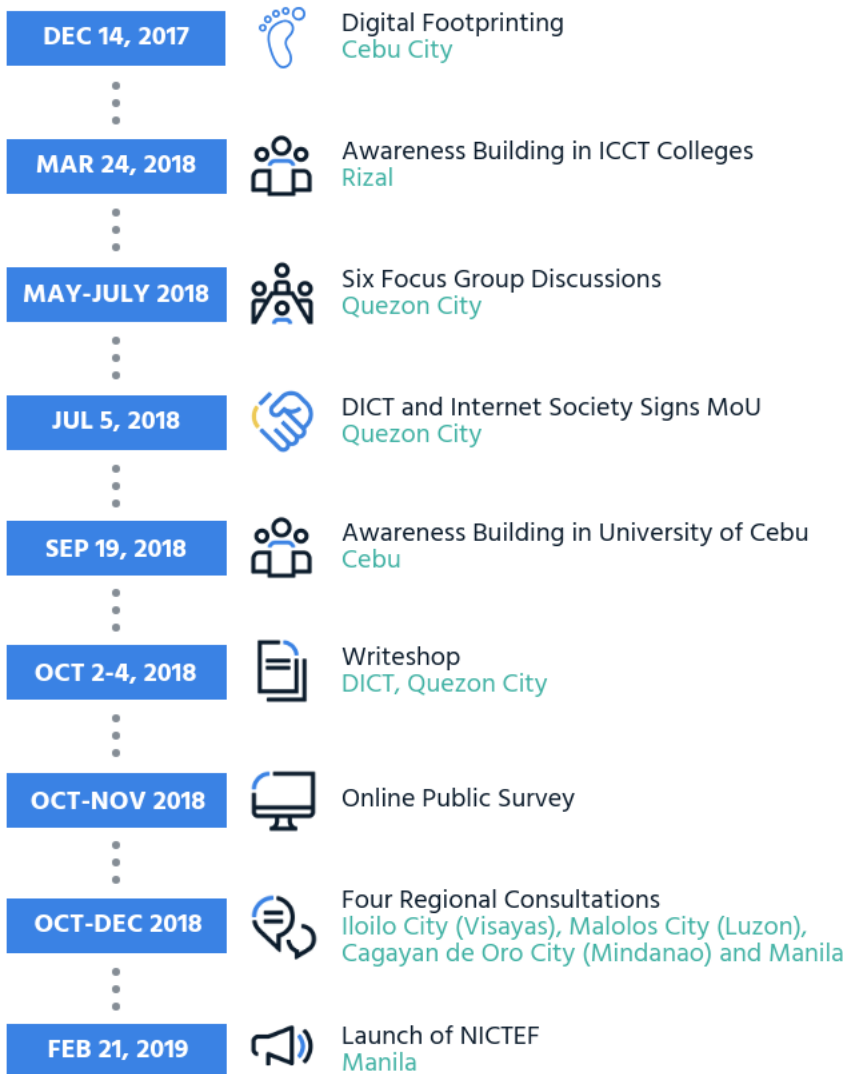 DEC 14, 2017
Digital Footprinting
Cebu City
MAR 24, 2018
Awareness Building in ICCT Colleges
Rizal
MAY-JULY 2018
Six Focus Group Discussions
Quezon City
JUL 5, 2018
DICT and Internet Society Signs MoU
Quezon City
SEP 19, 2018
Awareness Building in University of Cebu
Cebu
OCT 2-4, 2018
Writeshop
DICT, Quezon City
OCT-NOV 2018
Online Public Survey
OCT-DEC 2018
Four Regional Consultations
Iloilo City (Visayas), Malolos City (Luzon),
Cagayan de Oro City (Mindanao) and Manila
FEB 21, 2019
Launch of NICTEF
Manila